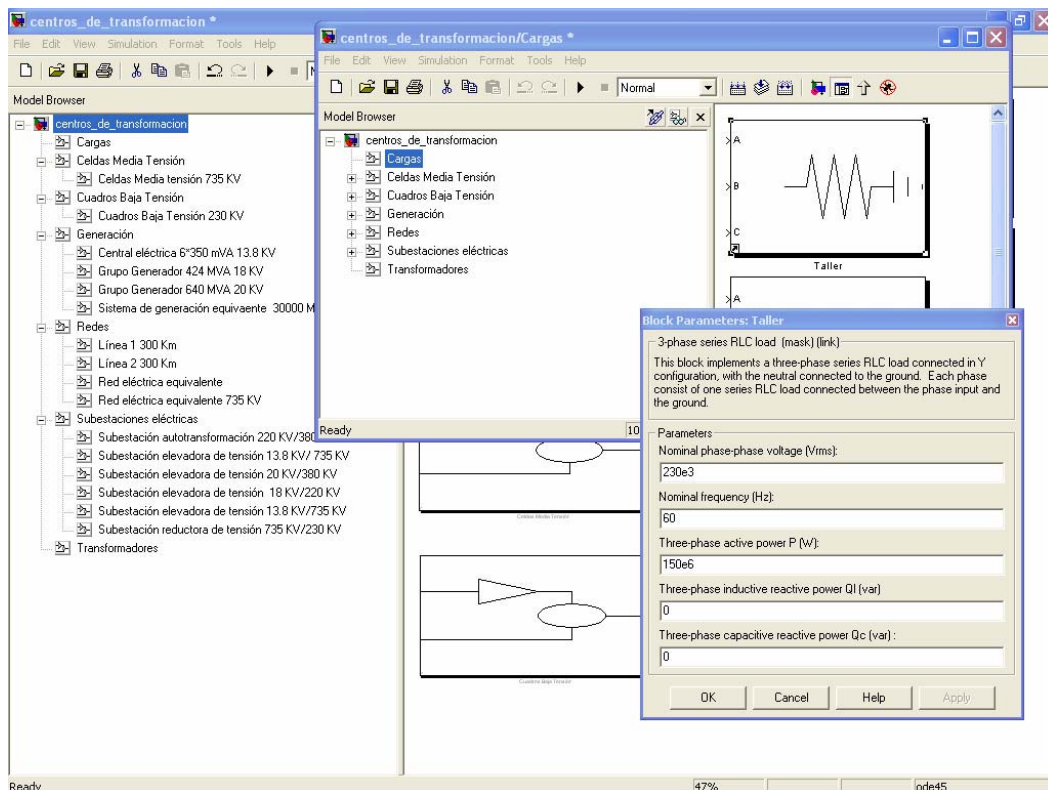 centros_de_transformacion *
File Edit View Simulation Format Tools Help
Model Browser
centros_de_transformacion
Cargas
Celdas Media Tensión
Celdas Media tensión 735 KV
Cuadros Baja Tensión
Cuadros Baja Tensión 230 KV
Generación
Central eléctrica 6*350 mVA 13.8 KV
Grupo Generador 424 MVA 18 KV
Grupo Generador 640 MVA 20 KV
Sistema de generación equivaente 30000 M
Redes
Línea 1 300 Km
Línea 2 300 Km
Red eléctrica equivalente
Red eléctrica equivalente 735 KV
Subestaciones eléctricas
Subestación autotransformación 220 KV/380
Subestación elevadora de tensión 13.8 KV/ 735 KV
Subestación elevadora de tensión 20 KV/380 KV
Subestación elevadora de tensión 18 KV/220 KV
Subestación elevadora de tensión 13.8 KV/735 KV
Subestación reductora de tensión 735 KV/230 KV
Transformadores
Ready
47%
ode45
centros_de_transformacion/Cargas *
File Edit View Simulation Format Tools Help
Normal
Model Browser
centros_de_transformacion
Cargas
Celdas Media Tensión
Cuadros Baja Tensión
Generación
Redes
Subestaciones eléctricas
Transformadores
Ready
10
A
B
C
Taller
A
Celdas Media Tensión
Cuadros Baja Tensión
Block Parameters: Taller
3-phase series RLC load (mask) (link)
This block implements a three-phase series RLC load connected in Y
configuration, with the neutral connected to the ground. Each phase
consist of one series RLC load connected between the phase input and
the ground.
Parameters
Nominal phase-phase voltage (Vrms):
230e3
Nominal frequency (Hz):
60
Three-phase active power P (W):
150e6
Three-phase inductive reactive power Ql (var)
0
Three-phase capacitive reactive power Qc (var) :
0
OK Cancel Help Apply